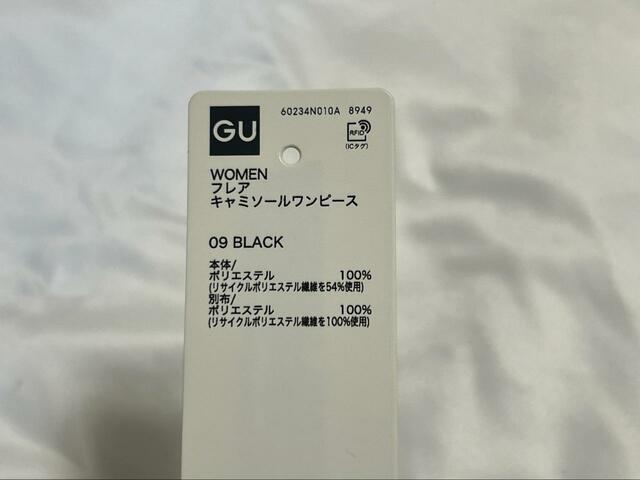 GU
60234N010A 8949
RFID
(ICタグ)
WOMEN
フレア
キャミソールワンピース
09 BLACK
本体/
ポリエステル 100%
(リサイクルポリエステル繊維を54%使用)
別布/
ポリエステル 100%
(リサイクルポリエステル繊維を100%使用)